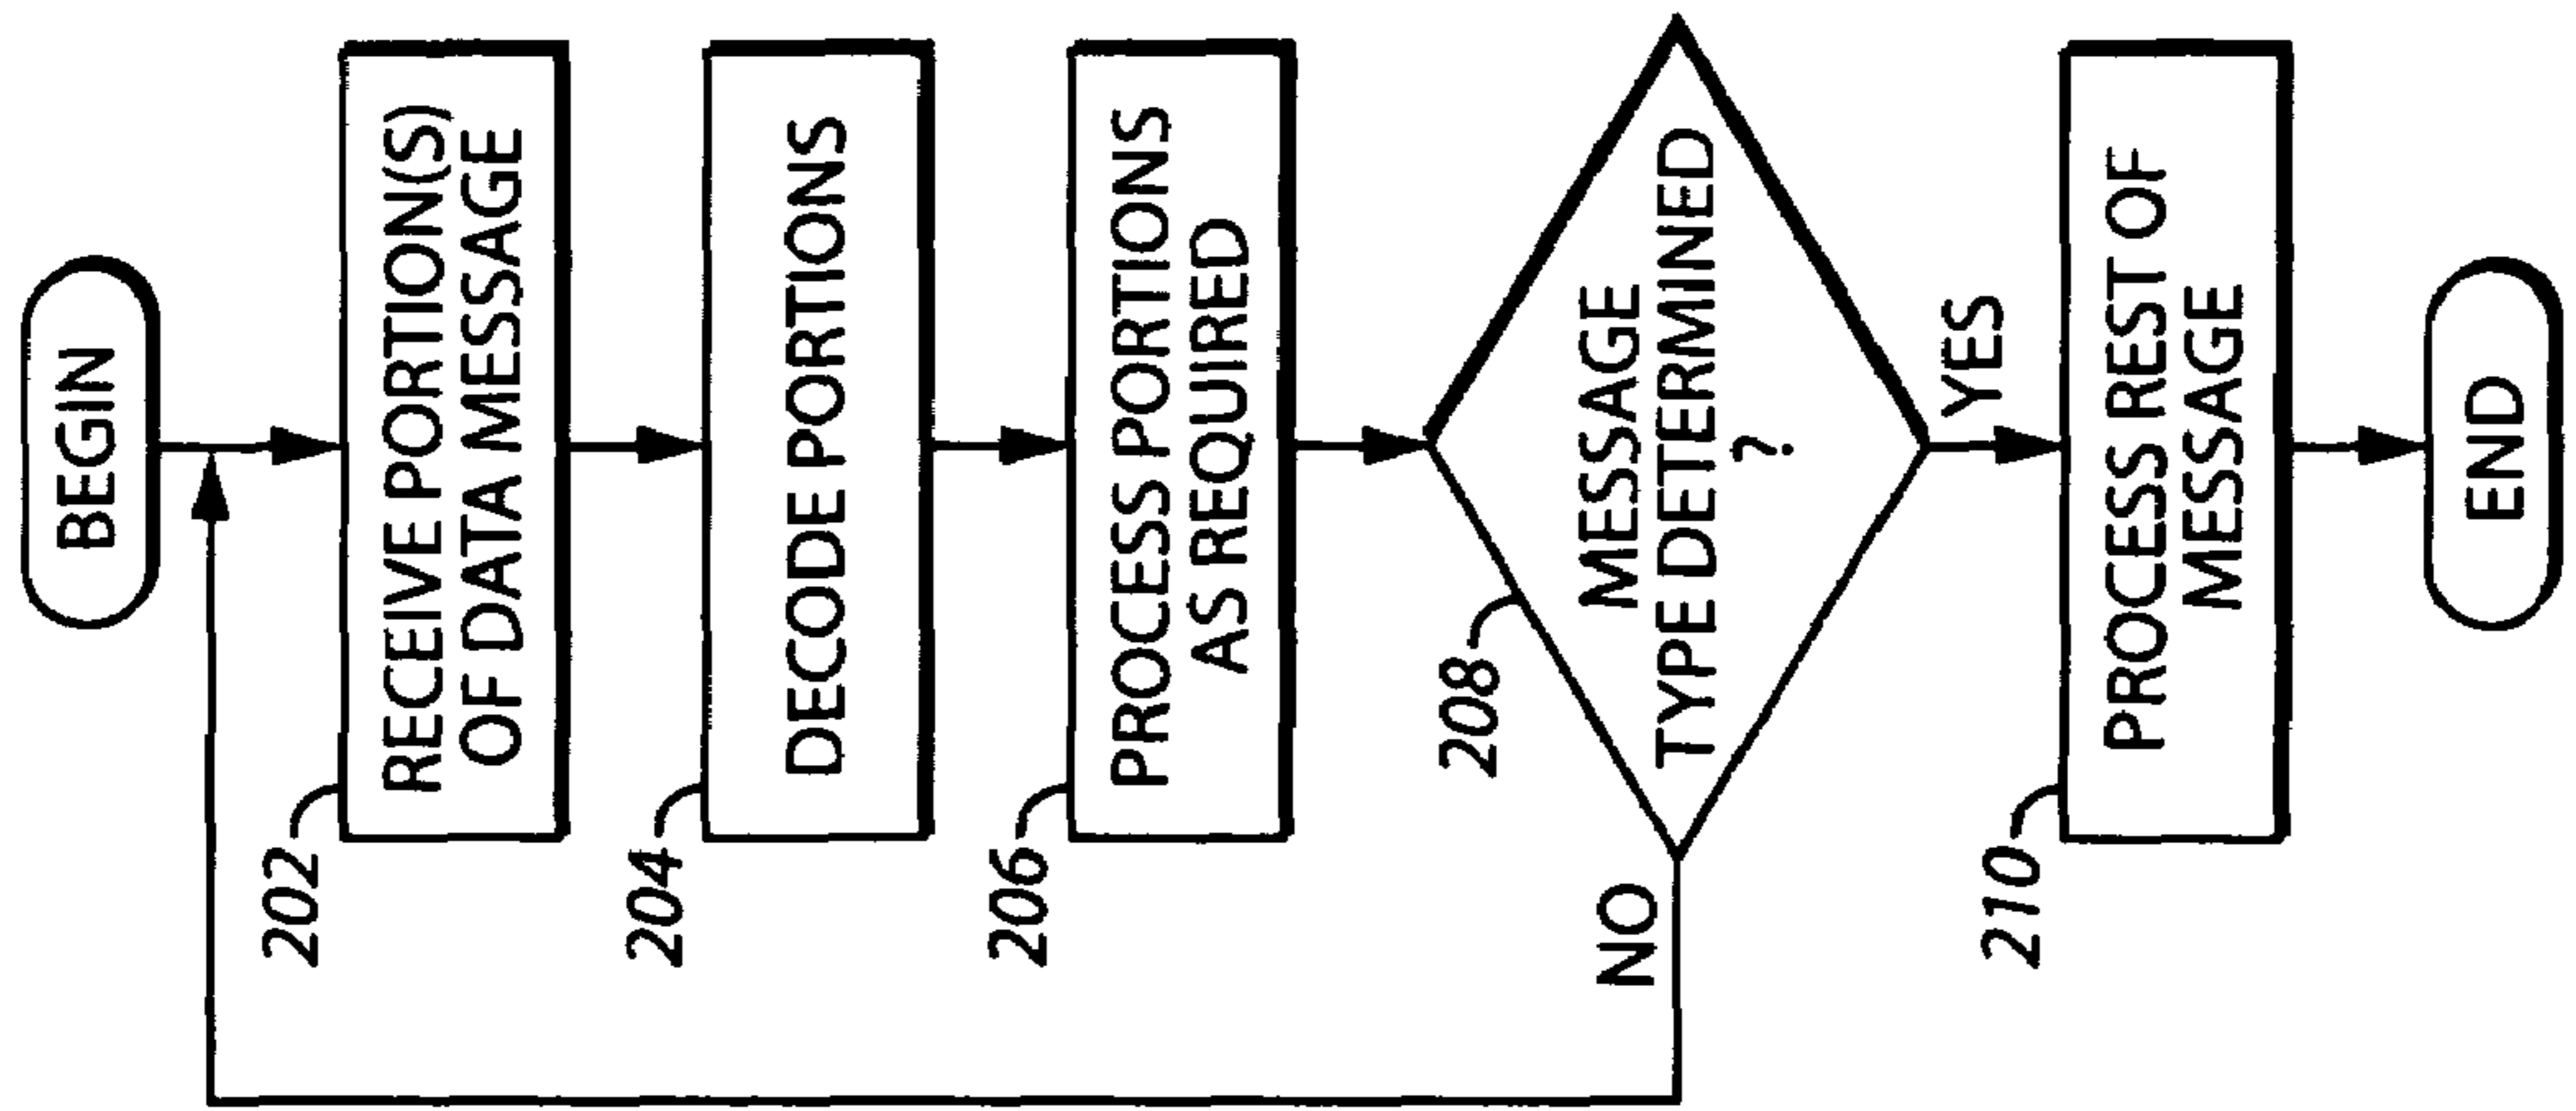 BEGIN
202
RECEIVE PORTION(S)
OF DATA MESSAGE
204
DECODE PORTIONS
206
PROCESS PORTIONS
AS REQUIRED
208
MESSAGE
TYPE DETERMINED
?
NO
YES
210
PROCESS REST OF
MESSAGE
END